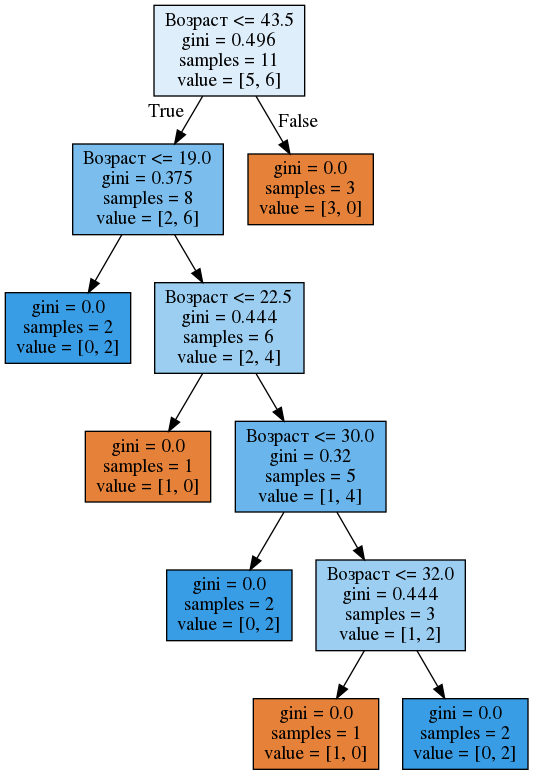 Возраст <= 43.5
gini = 0.496
samples = 11
value = [5, 6]
True
False
Возраст <= 19.0
gini = 0.375
samples = 8
value = [2, 6]
gini = 0.0
samples = 3
value = [3, 0]
gini = 0.0
samples = 2
value = [0, 2]
Возраст <= 22.5
gini = 0.444
samples = 6
value = [2, 4]
gini = 0.0
samples = 1
value = [1, 0]
Возраст <= 30.0
gini = 0.32
samples = 5
value = [1, 4]
gini = 0.0
samples = 2
value = [0, 2]
Возраст <= 32.0
gini = 0.444
samples = 3
value = [1, 2]
gini = 0.0
samples = 1
value = [1, 0]
gini = 0.0
samples = 2
value = [0, 2]